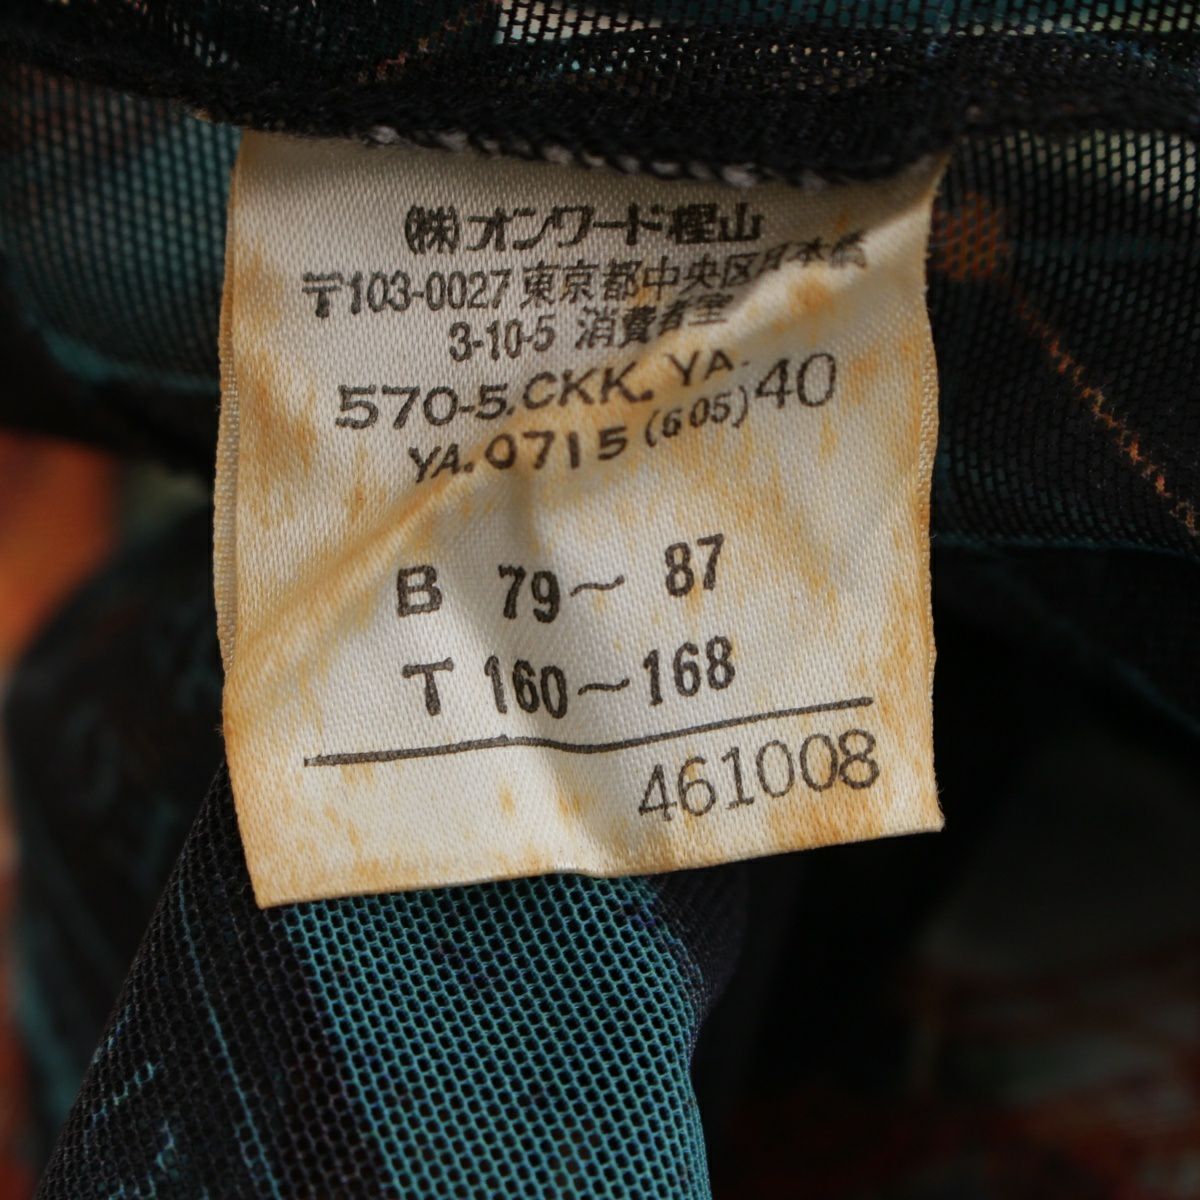 (株)オンワード樫山
〒103-0027 東京都中央区日本橋
3-10-5 消費者室
570-5.CKK. YA.40
YA.0715(605)
B 79〜87
T 160〜168
461008